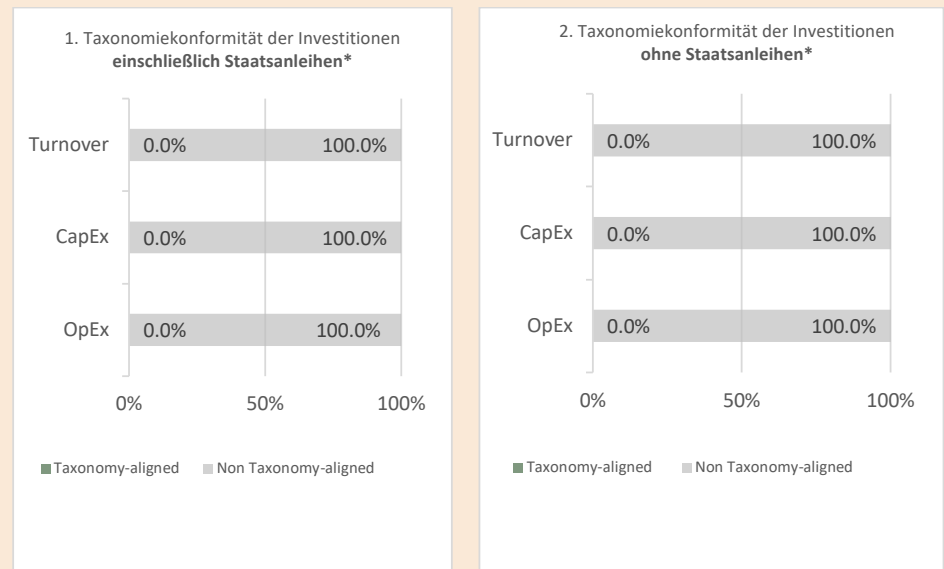 1. Taxonomiekonformität der Investitionen
einschließlich Staatsanleihen*
Turnover 0.0% 100.0%
CapEx 0.0% 100.0%
OpEx 0.0% 100.0%
0% 50% 100%
Taxonomy-aligned Non Taxonomy-aligned
2. Taxonomiekonformität der Investitionen
ohne Staatsanleihen*
Turnover 0.0% 100.0%
CapEx 0.0% 100.0%
OpEx 0.0% 100.0%
0% 50% 100%
Taxonomy-aligned Non Taxonomy-aligned